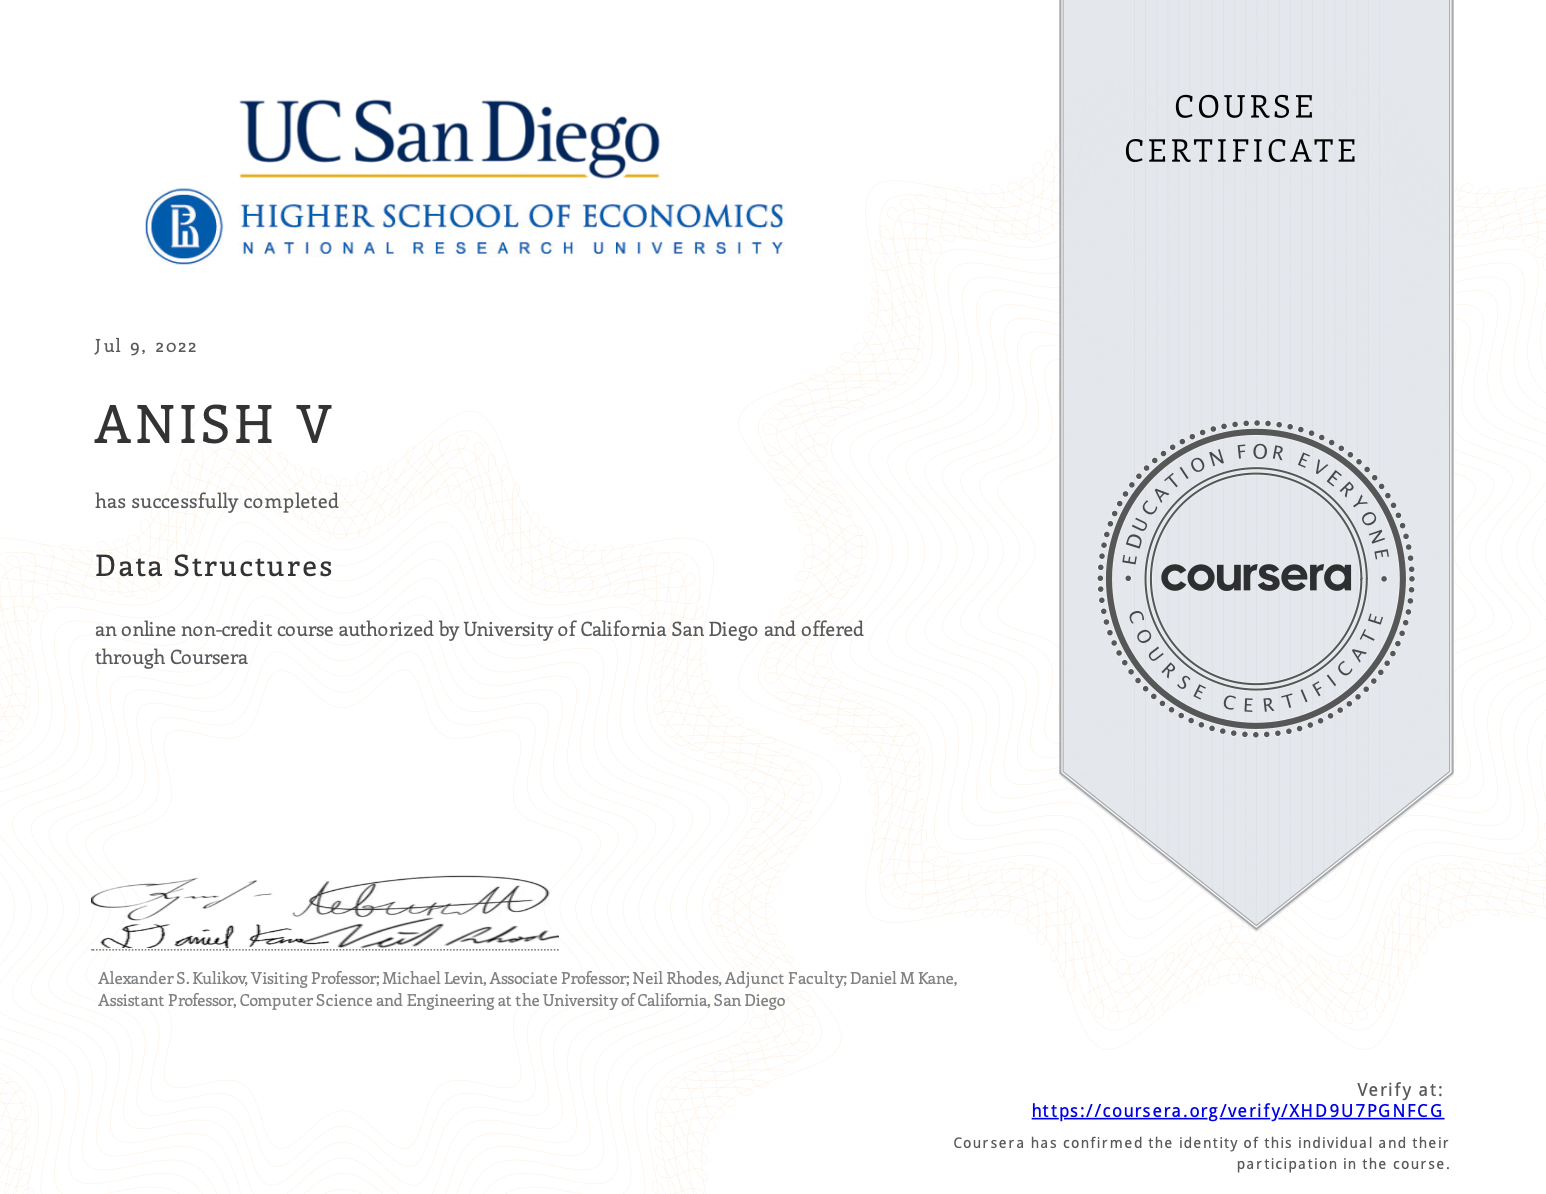 UC San Diego
HIGHER SCHOOL OF ECONOMICS
NATIONAL RESEARCH UNIVERSITY
COURSE
CERTIFICATE
Jul 9, 2022
ANISH V
has successfully completed
Data Structures
an online non-credit course authorized by University of California San Diego and offered
through Coursera
EDUCATION FOR EVERYONE
coursera
COURSE CERTIFICATE
Daniel Kane Neil Rhodes
Alexander S. Kulikov, Visiting Professor; Michael Levin, Associate Professor; Neil Rhodes, Adjunct Faculty; Daniel M Kane,
Assistant Professor, Computer Science and Engineering at the University of California, San Diego
Verify at:
https://coursera.org/verify/XHD9U7PGNFCG
Coursera has confirmed the identity of this individual and their
participation in the course.